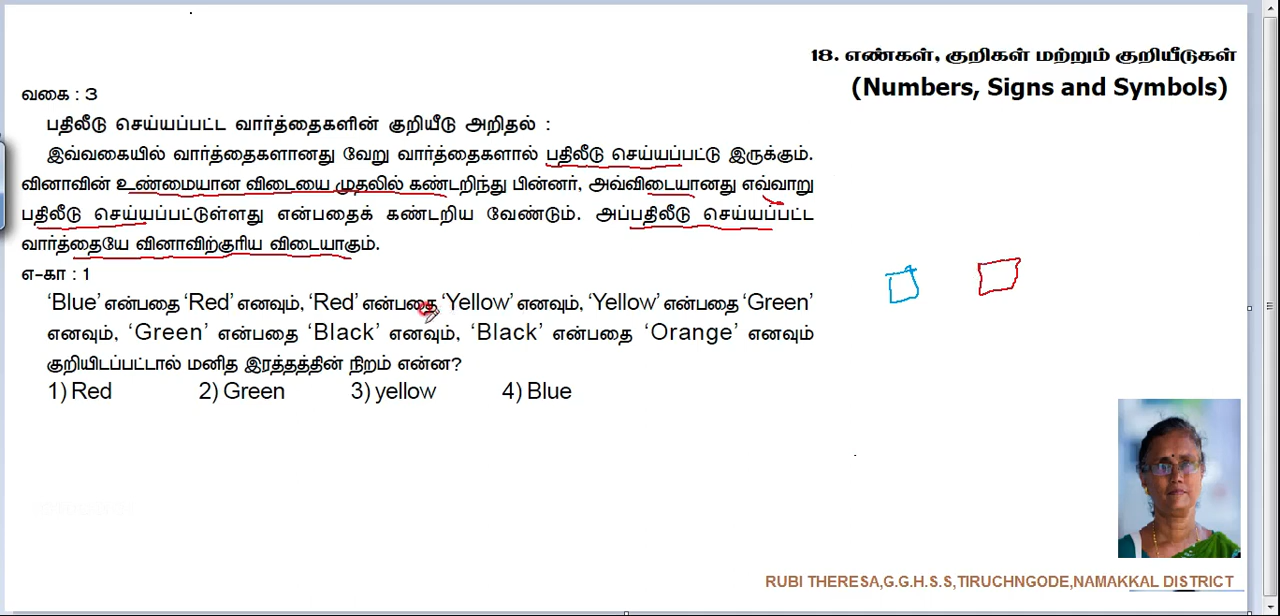 18. எண்கள், குறிகள் மற்றும் குறியீடுகள்
(Numbers, Signs and Symbols)
வகை : 3
பதிலீடு செய்யப்பட்ட வார்த்தைகளின் குறியீடு அறிதல் :
இவ்வகையில் வார்த்தைகளானது வேறு வார்த்தைகளால் பதிலீடு செய்யப்பட்டு இருக்கும்.
வினாவின் உண்மையான விடையை முதலில் கண்டறிந்து பின்னர், அவ்விடையானது எவ்வாறு
பதிலீடு செய்யப்பட்டுள்ளது என்பதைக் கண்டறிய வேண்டும். அப்பதிலீடு செய்யப்பட்ட
வார்த்தையே வினாவிற்குரிய விடையாகும்.
எ-கா : 1
‘Blue’ என்பதை ‘Red’ எனவும், ‘Red’ என்பதை ‘Yellow’ எனவும், ‘Yellow’ என்பதை ‘Green’
எனவும், ‘Green’ என்பதை ‘Black’ எனவும், ‘Black’ என்பதை ‘Orange’ எனவும்
குறியிடப்பட்டால் மனித இரத்தத்தின் நிறம் என்ன?
1) Red 2) Green 3) yellow 4) Blue
RUBI THERESA,G.G.H.S.S,TIRUCHNGODE,NAMAKKAL DISTRICT